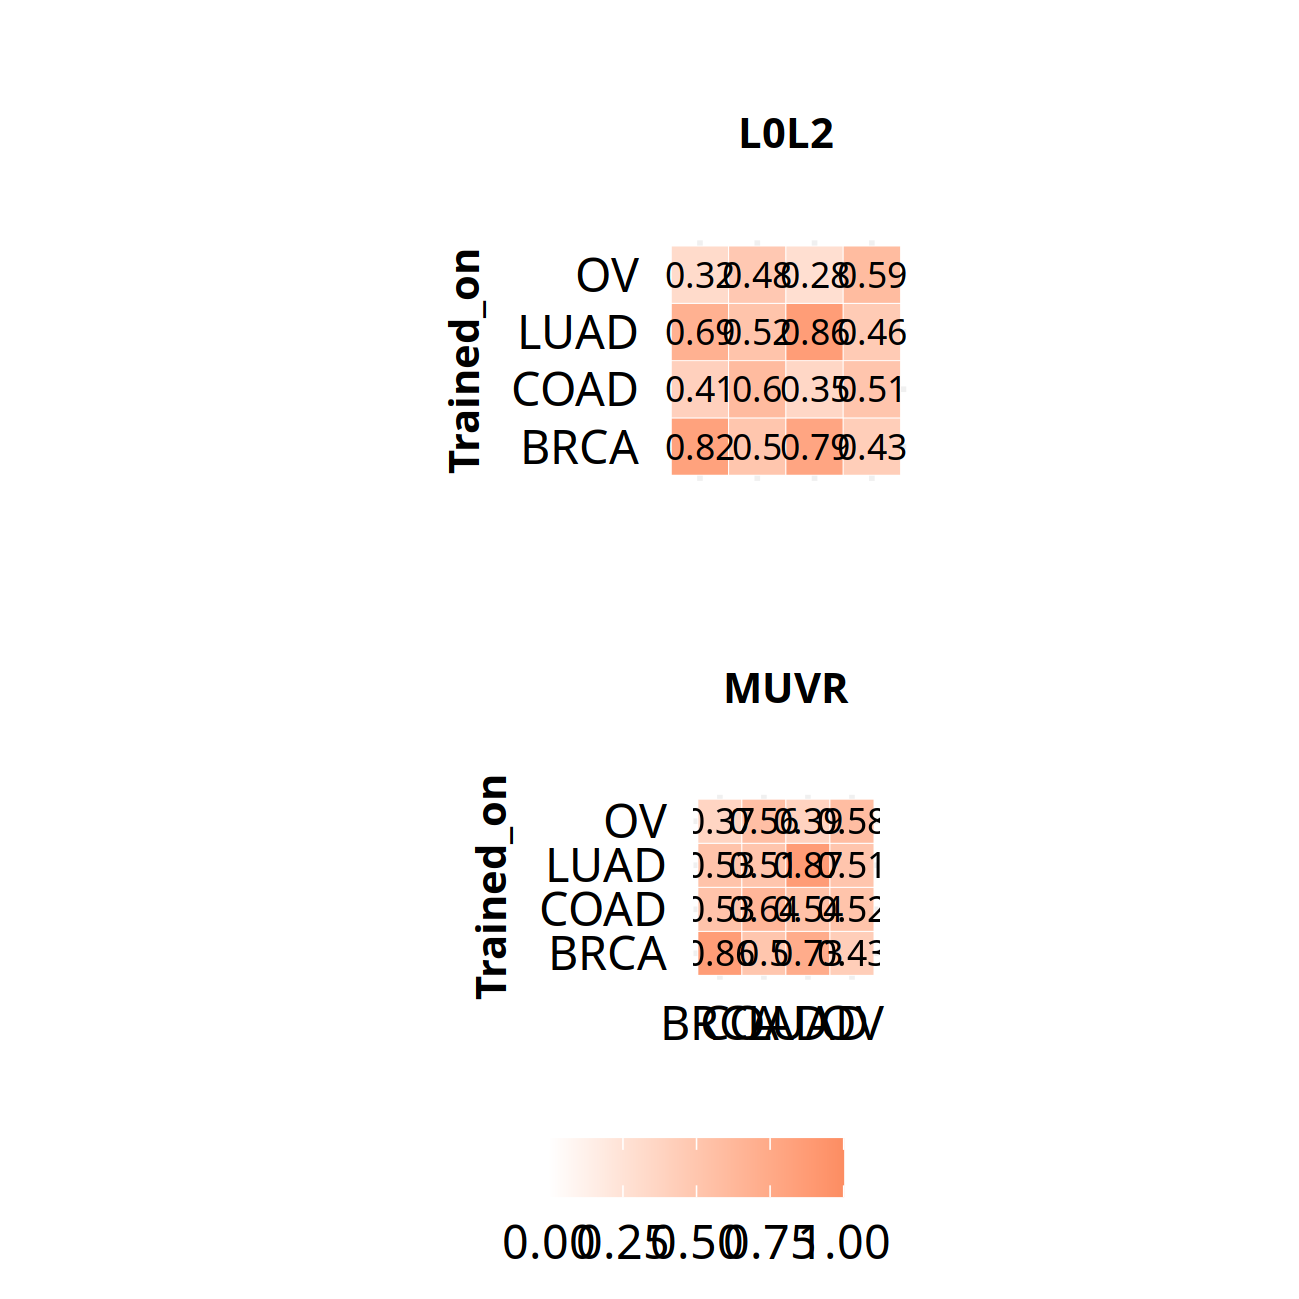 L0L2
Trained_on
OV 0.32 0.48 0.28 0.59
LUAD 0.69 0.52 0.86 0.46
COAD 0.41 0.6 0.35 0.51
BRCA 0.82 0.5 0.79 0.43
MUVR
Trained_on
OV 0.37 0.56 0.39 0.58
LUAD 0.53 0.51 0.87 0.51
COAD 0.53 0.64 0.54 0.52
BRCA 0.86 0.5 0.73 0.43
BRCA COAD LUAD OV
0.00 0.25 0.50 0.75 1.00